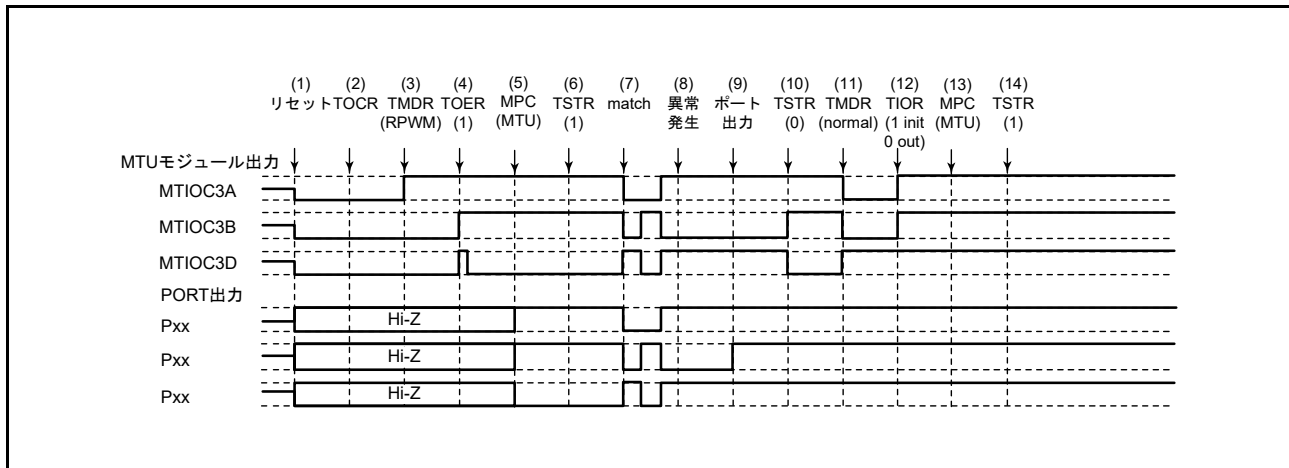 (1) (2) (3) (4) (5) (6) (7) (8) (9) (10) (11) (12) (13) (14)
リセット TOCR TMDR TOER MPC TSTR match 異常 ポート TSTR TMDR TIOR MPC TSTR
(RPWM) (1) (MTU) (1) 発生 出力 (0) (normal) (1 init (MTU) (1)
0 out)
MTUモジュール出力
MTIOC3A
MTIOC3B
MTIOC3D
PORT出力
Pxx Hi-Z
Pxx Hi-Z
Pxx Hi-Z